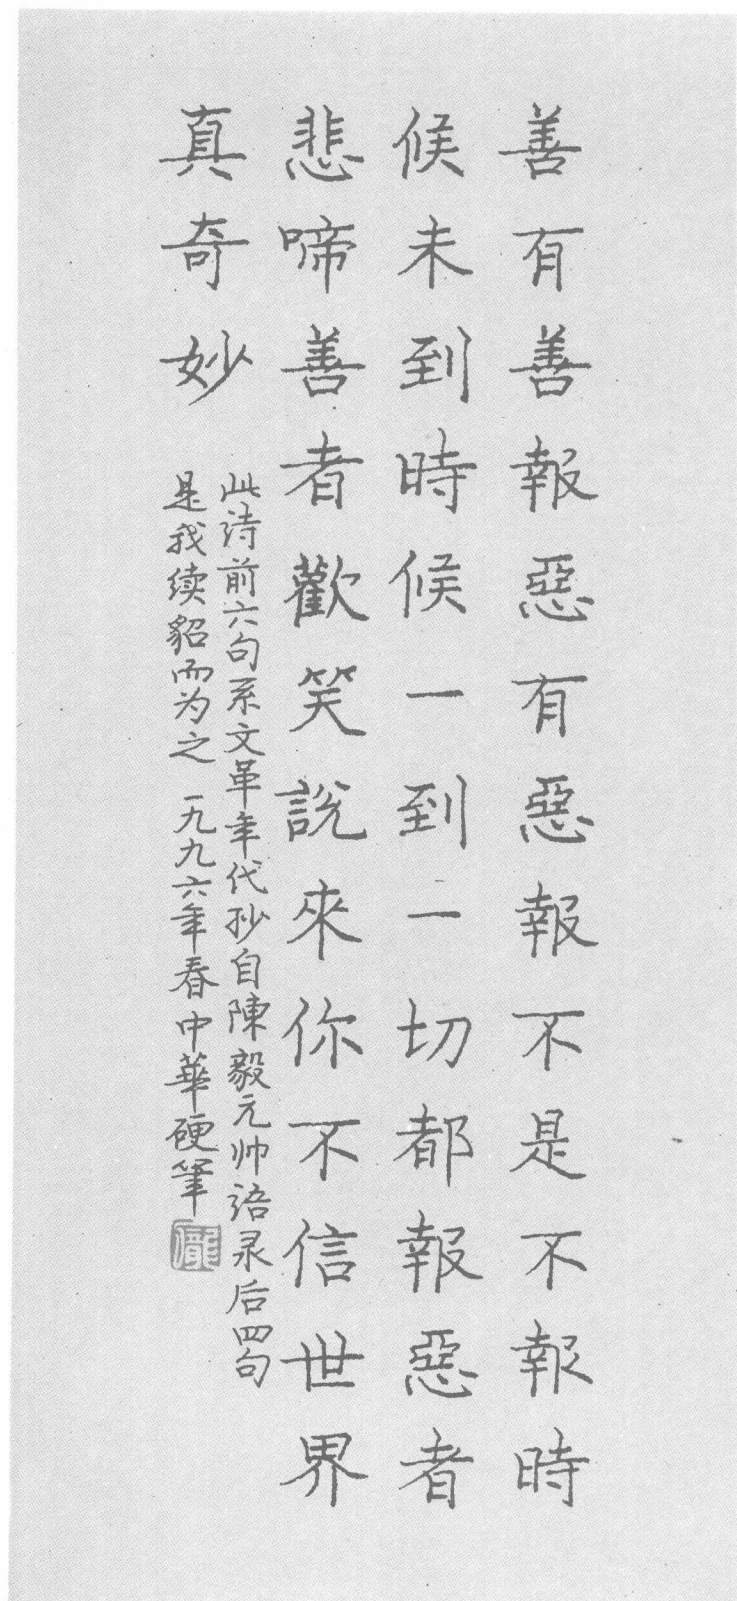 善有善報惡有惡報不是不報時
候未到時候一到一切都報惡者
悲啼善者歡笑說來你不信世界
真奇妙
此诗前六句系文革年代抄自陳毅元帅语录后四句
是我续貂而为之 一九九六年春中華硬筆